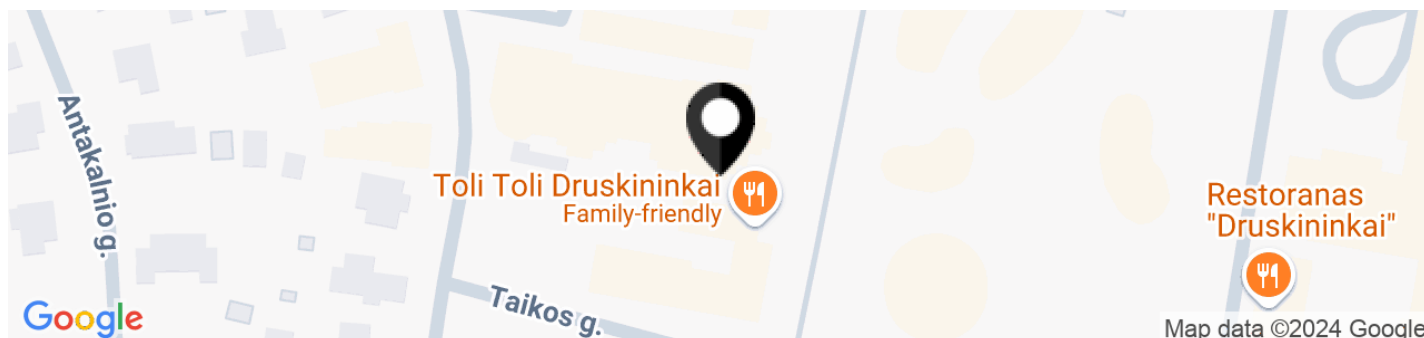 Antakalnio g.
Toli Toli Druskininkai
Family-friendly
Restoranas
"Druskininkai"
Taikos g.
Google
Map data ©2024 Google